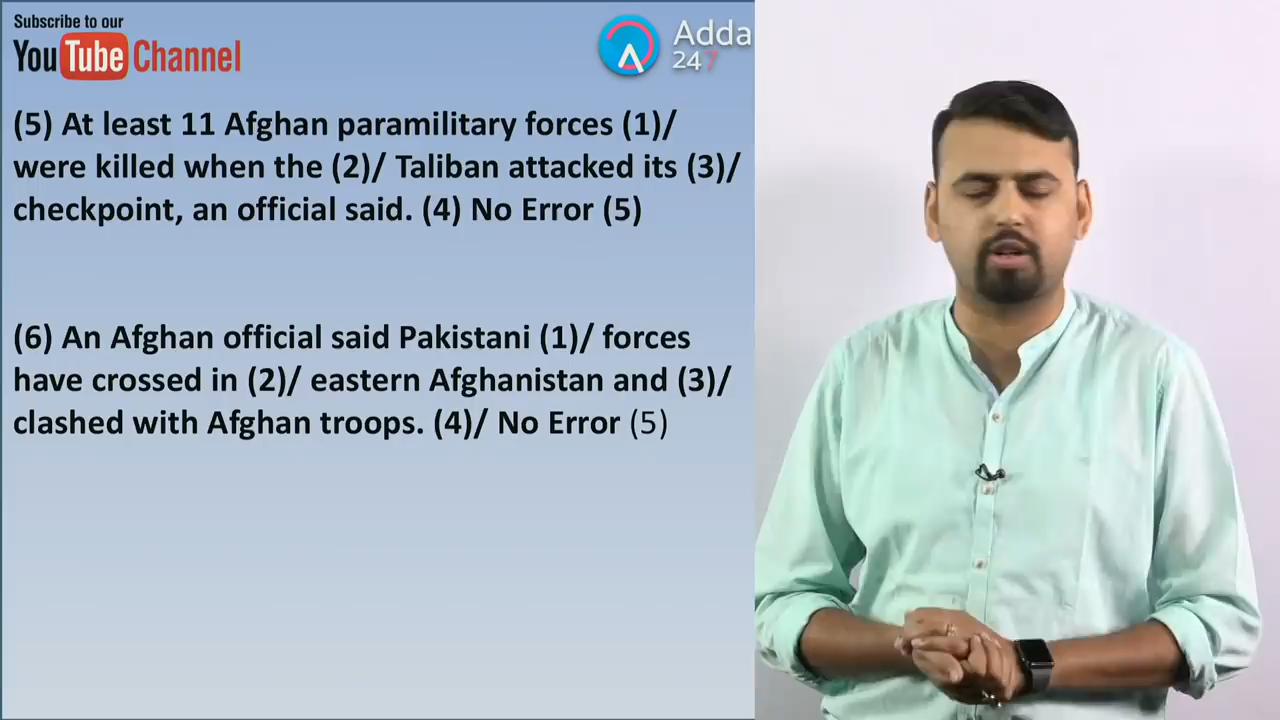 Subscribe to our
You Tube Channel
Adda
247
(5) At least 11 Afghan paramilitary forces (1)/
were killed when the (2)/ Taliban attacked its (3)/
checkpoint, an official said. (4) No Error (5)
(6) An Afghan official said Pakistani (1)/ forces
have crossed in (2)/ eastern Afghanistan and (3)/
clashed with Afghan troops. (4)/ No Error (5)